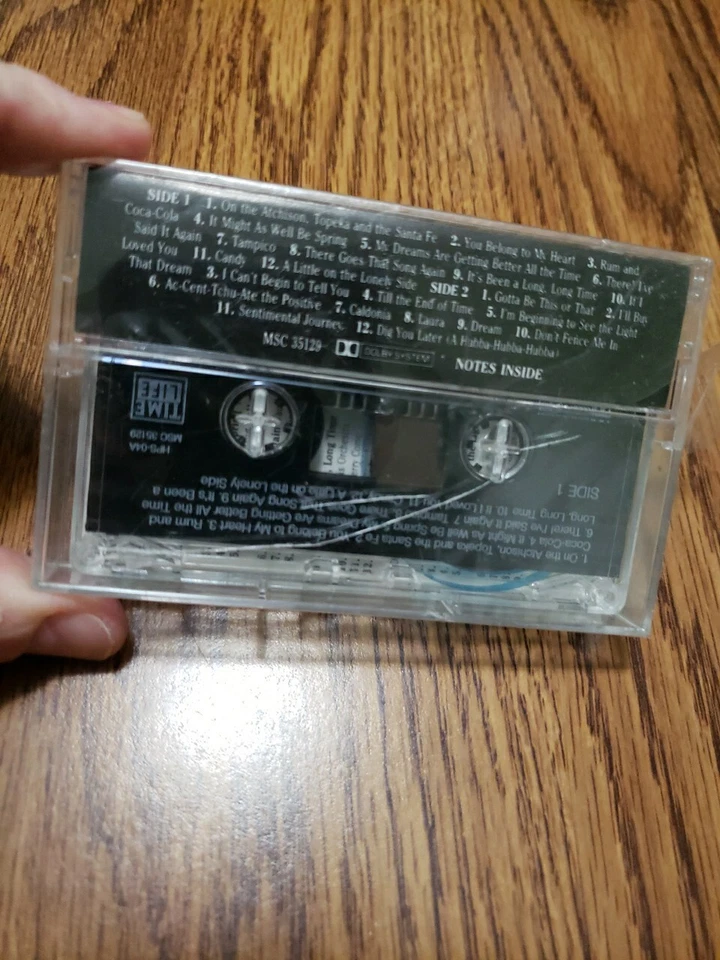 SIDE 1 1. On the Atchison, Topeka and the Santa Fe 2. You Belong to My Heart 3. Rum and
Coca-Cola 4. It Might As Well Be Spring 5. My Dreams Are Getting Better All the Time 6. There! I've
Said It Again 7. Tampico 8. There Goes That Song Again 9. It's Been a Long, Long Time 10. If I
Loved You 11. Candy 12. A Little on the Lonely Side SIDE 2 1. Gotta Be This or That 2. I'll Buy
That Dream 3. I Can't Begin to Tell You 4. Till the End of Time 5. I'm Beginning to See the Light
6. Ac-Cent-Tchu-Ate the Positive 7. Caldonia 8. Laura 9. Dream 10. Don't Fence Me In
11. Sentimental Journey 12. Dig You Later (A Hubba-Hubba-Hubba)
MSC 35129 DOLBY SYSTEM NOTES INSIDE
TIME
LIFE
HPS-04A
MSC 35129
SIDE 1
1. On the Atchison, Topeka and the Santa Fe 2. You Belong to My Heart 3. Rum and
Coca-Cola 4. It Might As Well Be Spring 5. My Dreams Are Getting Better All the Time
6. There! I've Said It Again 7. Tampico 8. There Goes That Song Again 9. It's Been a
Long, Long Time 10. If I Loved You 11. Candy 12. A Little on the Lonely Side
Long Time